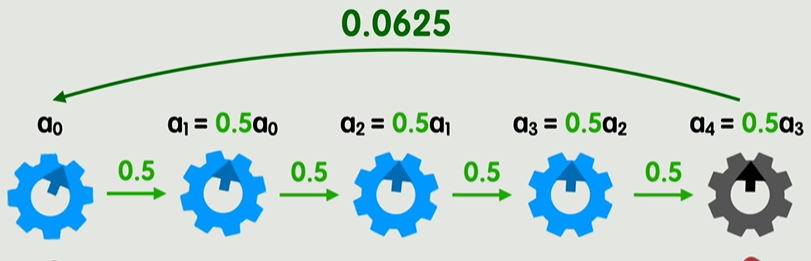 0.0625
a₀ a₁ = 0.5a₀ a₂ = 0.5a₁ a₃ = 0.5a₂ a₄ = 0.5a₃
0.5 0.5 0.5 0.5